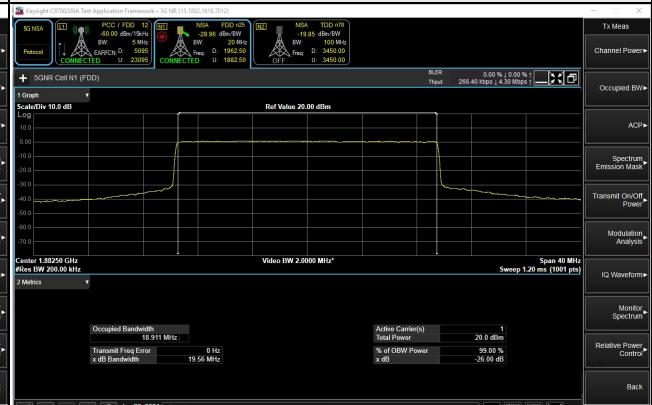 Keysight C8700200A Test Application Framework - 5G NR (15.1802.1616.7012)
5G NSA
Protocol
L1
PCC / FDD 12
-60.00 dBm/15kHz
BW: 5 MHz
EARFCN: D: 5095
U: 23095
CONNECTED
N1
NSA FDD n25
-28.96 dBm/BW
BW: 20 MHz
Freq: D: 1962.50
U: 1882.50
CONNECTED
N2
NSA TDD n78
-19.85 dBm/BW
BW: 100 MHz
Freq: D: 3450.00
U: 3450.00
OFF
5GNR Cell N1 (FDD)
BLER: 0.00 % ↓ 0.00 % ↑
Thput: 266.40 kbps ↓ 4.30 Mbps ↑
1 Graph
Scale/Div 10.0 dB
Ref Value 20.00 dBm
Log
10.0
0.00
-10.0
-20.0
-30.0
-40.0
-50.0
-60.0
-70.0
Center 1.88250 GHz
Video BW 2.0000 MHz*
Span 40 MHz
#Res BW 200.00 kHz
Sweep 1.20 ms (1001 pts)
2 Metrics
Occupied Bandwidth
18.911 MHz
Transmit Freq Error 0 Hz
x dB Bandwidth 19.56 MHz
Active Carrier(s) 1
Total Power 20.0 dBm
% of OBW Power 99.00 %
x dB -26.00 dB
Tx Meas
Channel Power
Occupied BW
ACP
Spectrum
Emission Mask
Transmit On/Off
Power
Modulation
Analysis
IQ Waveform
Monitor
Spectrum
Relative Power
Control
Back